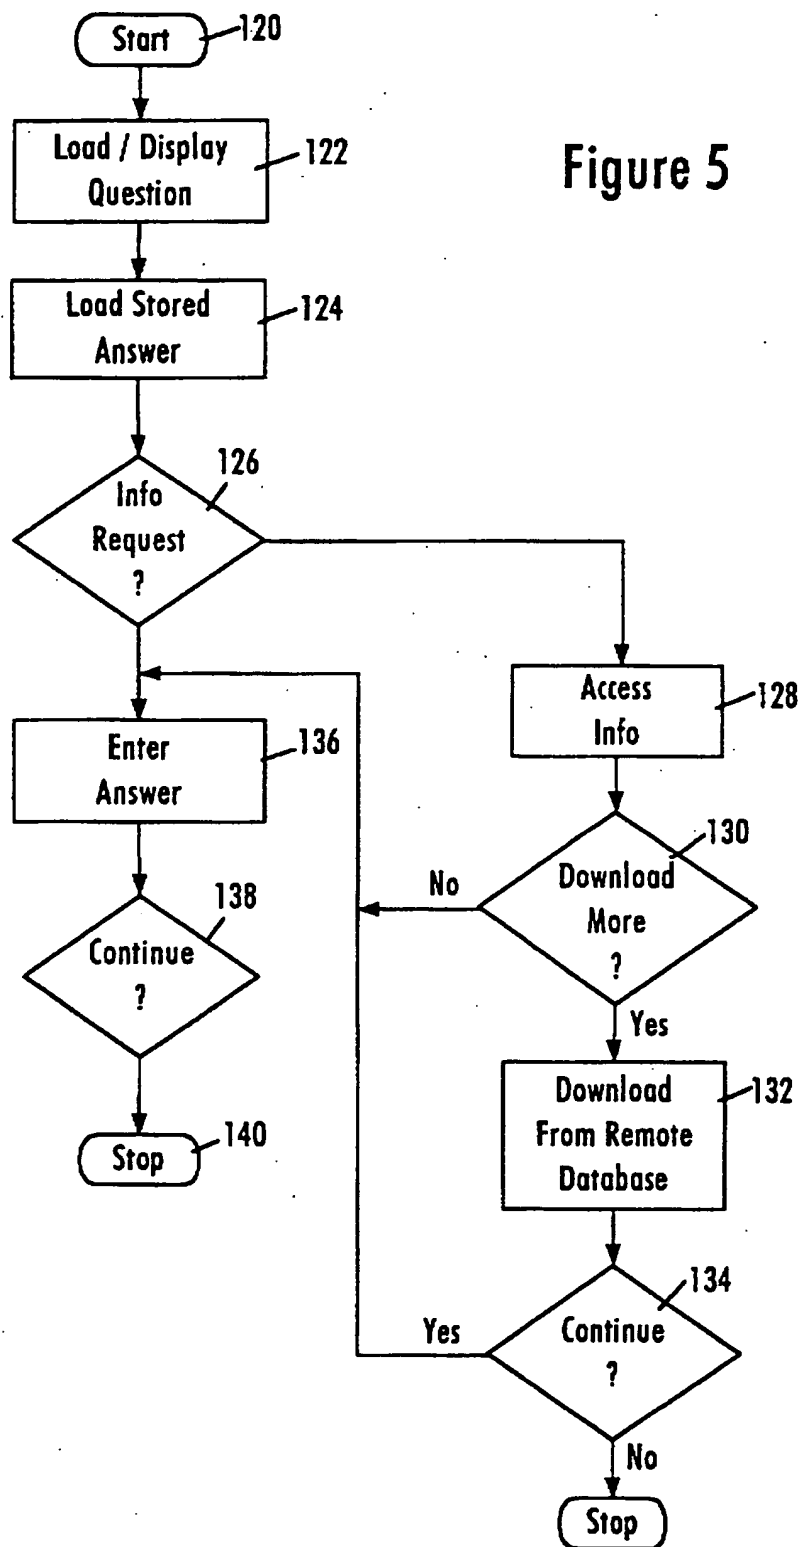 Start
120
Load / Display
Question
122
Figure 5
Load Stored
Answer
124
Info
Request
?
126
Access
Info
128
Enter
Answer
136
Download
More
?
130
No
Yes
Continue
?
138
Download
From Remote
Database
132
Stop
140
Continue
?
134
Yes
No
Stop